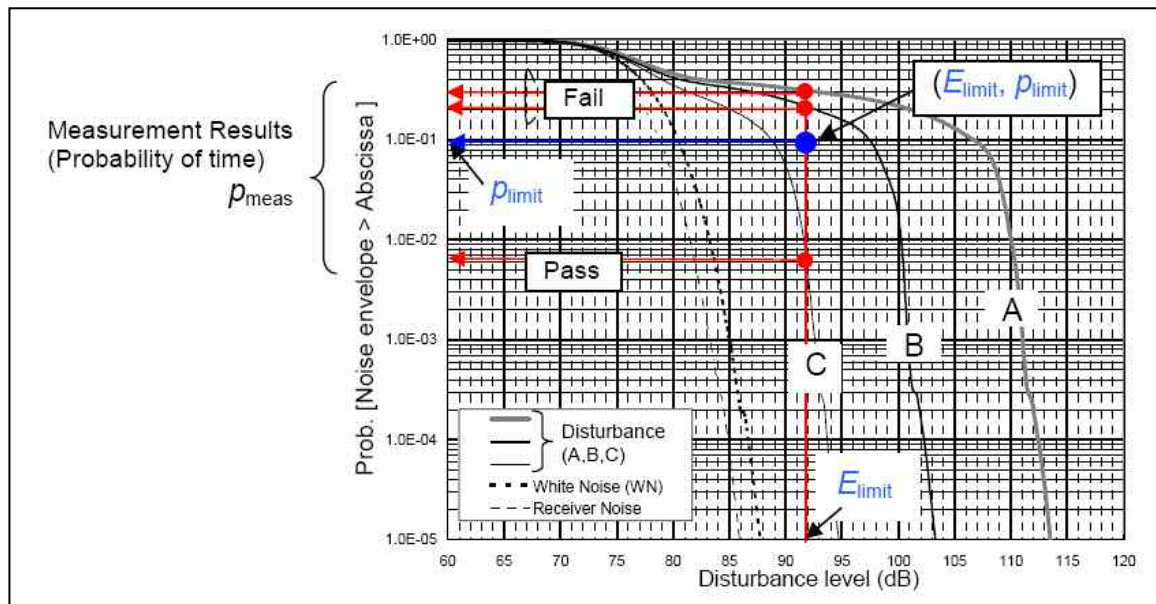 1.0E+00
1.0E-01
1.0E-02
1.0E-03
1.0E-04
1.0E-05
Prob. [Noise envelope > Abscissa ]
Measurement Results
(Probability of time)
pmeas
Fail
(Elimit, plimit)
plimit
Pass
A
B
C
Disturbance
(A,B,C)
White Noise (WN)
Receiver Noise
Elimit
60 65 70 75 80 85 90 95 100 105 110 115 120
Disturbance level (dB)